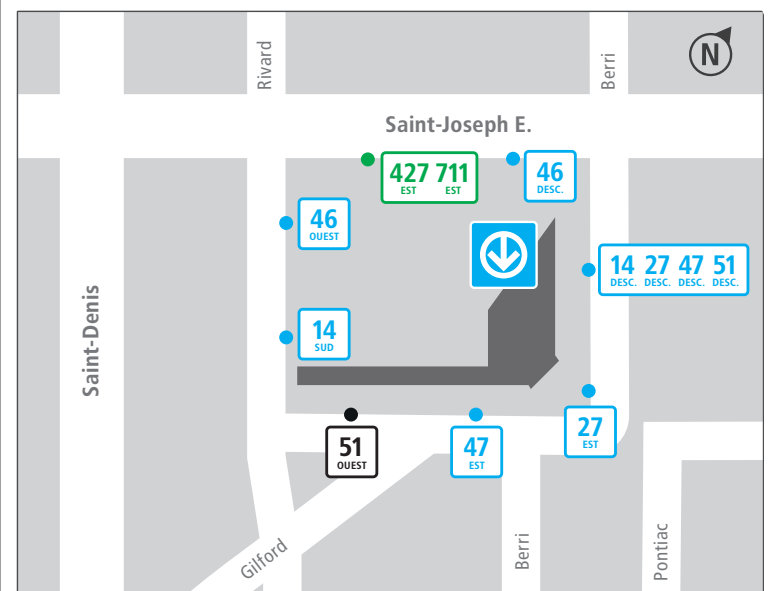 N
Rivard
Berri
Saint-Joseph E.
427 711
EST EST
46
DESC.
46
OUEST
14 27 47 51
DESC. DESC. DESC. DESC.
Saint-Denis
14
SUD
51
OUEST
47
EST
27
EST
Gilford
Berri
Pontiac